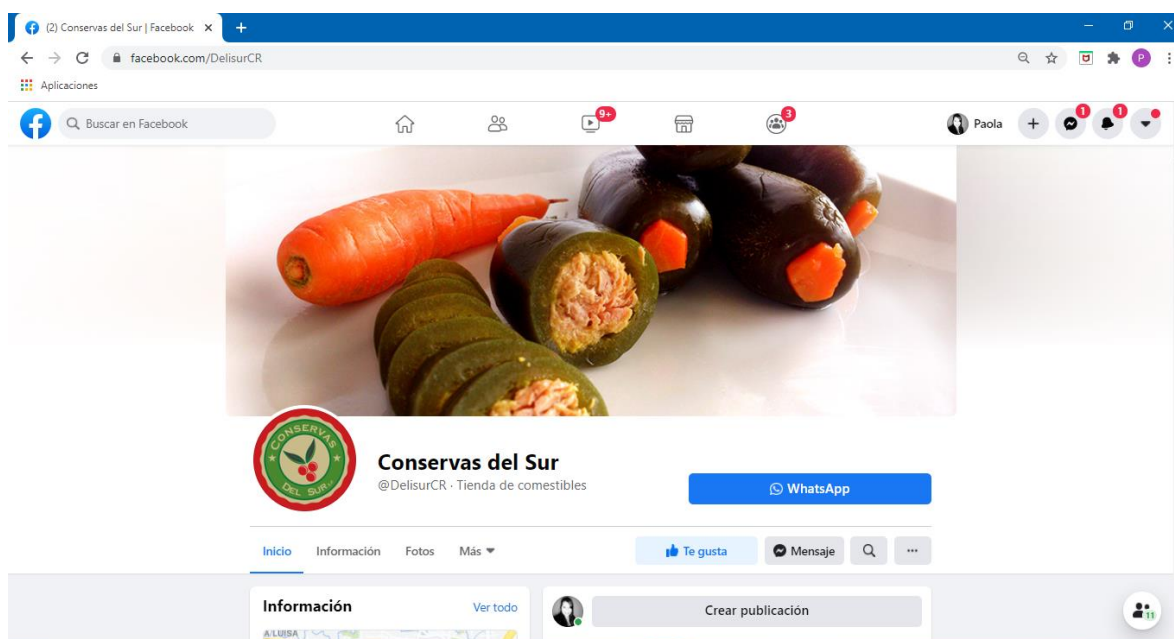 (2) Conservas del Sur | Facebook
facebook.com/DelisurCR
P
Aplicaciones
Buscar en Facebook
9+
3
Paola
1
1
CONSERVAS
DEL SUR
Conservas del Sur
@DelisurCR · Tienda de comestibles
WhatsApp
Inicio Información Fotos Más
Te gusta Mensaje
Información Ver todo
Crear publicación
11